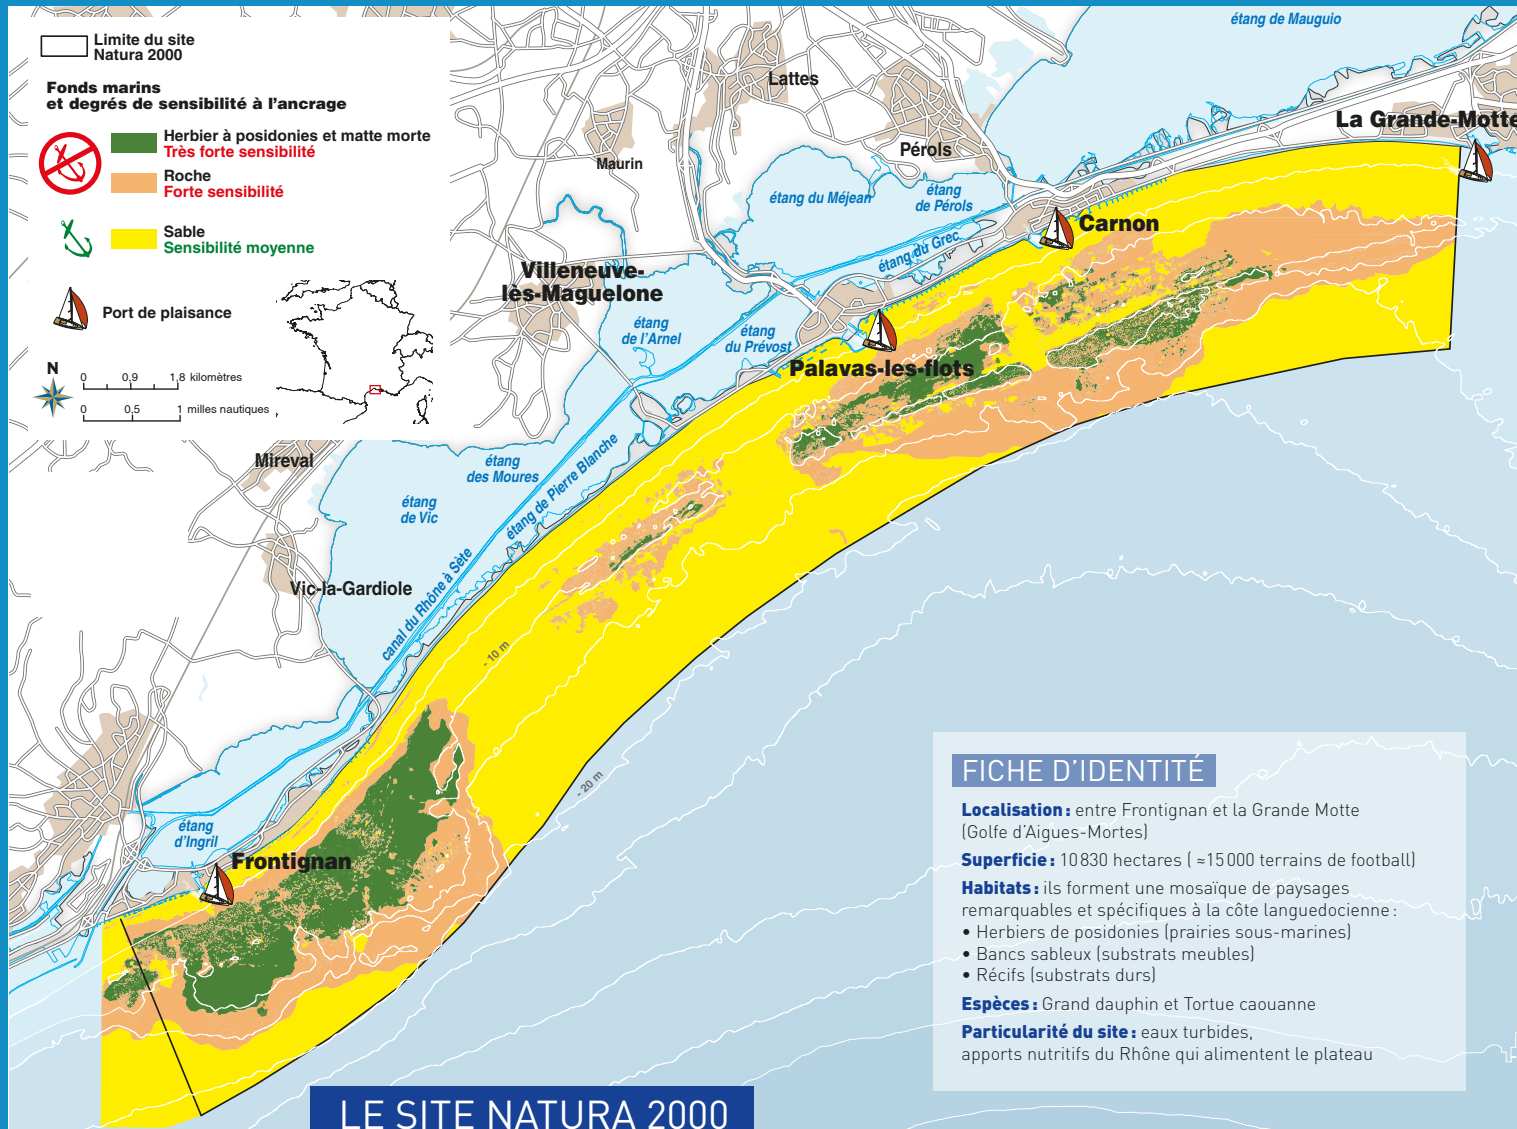 Limite du site
Natura 2000
Fonds marins
et degrés de sensibilité à l'ancrage
Herbier à posidonies et matte morte
Très forte sensibilité
Roche
Forte sensibilité
Sable
Sensibilité moyenne
Port de plaisance
N
0 0,9 1,8 kilomètres
0 0,5 1 milles nautiques
étang de Mauguio
Lattes
La Grande-Motte
Maurin
Pérols
étang du Méjean
étang
de Pérols
Carnon
étang du Grec
Villeneuve-
lès-Maguelone
étang
de l'Arnel
étang
du Prévost
Palavas-les-flots
Mireval
étang
des Moures
étang de Pierre Blanche
étang
de Vic
Vic-la-Gardiole
canal du Rhône à Sète
- 10 m
- 20 m
étang
d'Ingril
Frontignan
FICHE D'IDENTITÉ
Localisation : entre Frontignan et la Grande Motte
(Golfe d'Aigues-Mortes)
Superficie : 10 830 hectares ( ≈15 000 terrains de football)
Habitats : ils forment une mosaïque de paysages
remarquables et spécifiques à la côte languedocienne :
• Herbiers de posidonies (prairies sous-marines)
• Bancs sableux (substrats meubles)
• Récifs (substrats durs)
Espèces : Grand dauphin et Tortue caouanne
Particularité du site : eaux turbides,
apports nutritifs du Rhône qui alimentent le plateau
LE SITE NATURA 2000